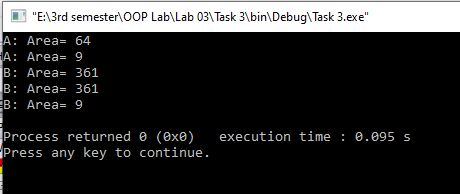 "E:\3rd semester\OOP Lab\Lab 03\Task 3\bin\Debug\Task 3.exe"
A: Area= 64
A: Area= 9
B: Area= 361
B: Area= 361
B: Area= 9
Process returned 0 (0x0)   execution time : 0.095 s
Press any key to continue.